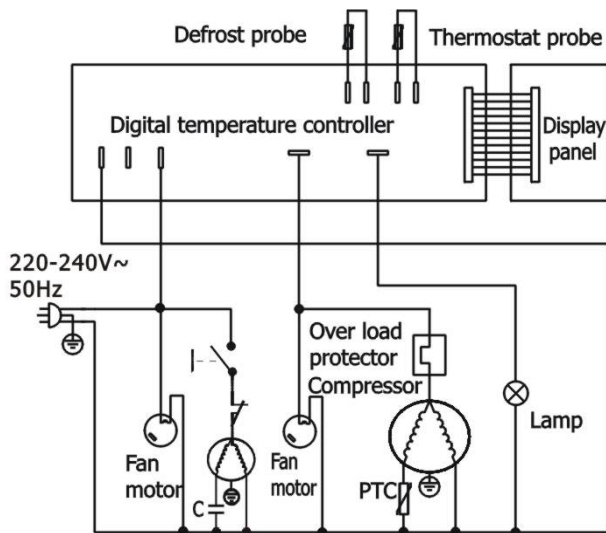 Defrost probe
Thermostat probe
Digital temperature controller
Display
panel
220-240V~
50Hz
Over load
protector
Compressor
Lamp
Fan
motor
Fan
motor
PTC
C